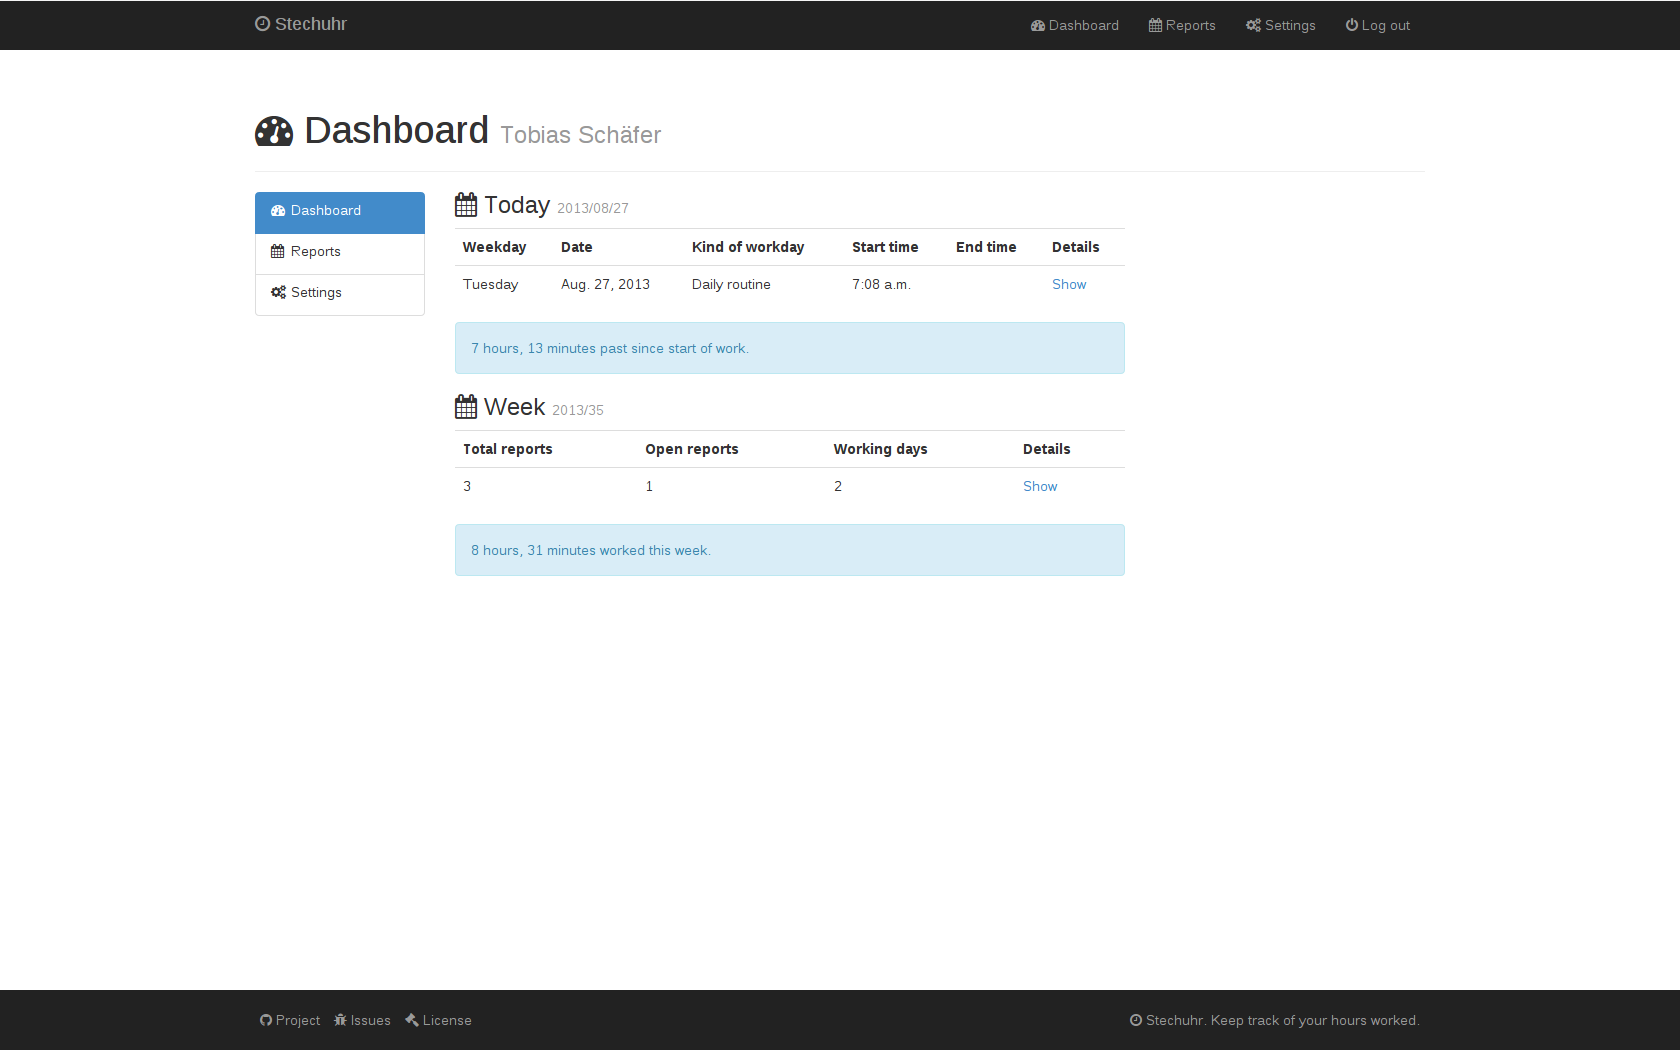 Stechuhr Dashboard Reports Settings Log out
Dashboard Tobias Schäfer
Dashboard
Reports
Settings
Today 2013/08/27
Weekday Date Kind of workday Start time End time Details
Tuesday Aug. 27, 2013 Daily routine 7:08 a.m. Show
7 hours, 13 minutes past since start of work.
Week 2013/35
Total reports Open reports Working days Details
3 1 2 Show
8 hours, 31 minutes worked this week.
Project Issues License Stechuhr. Keep track of your hours worked.